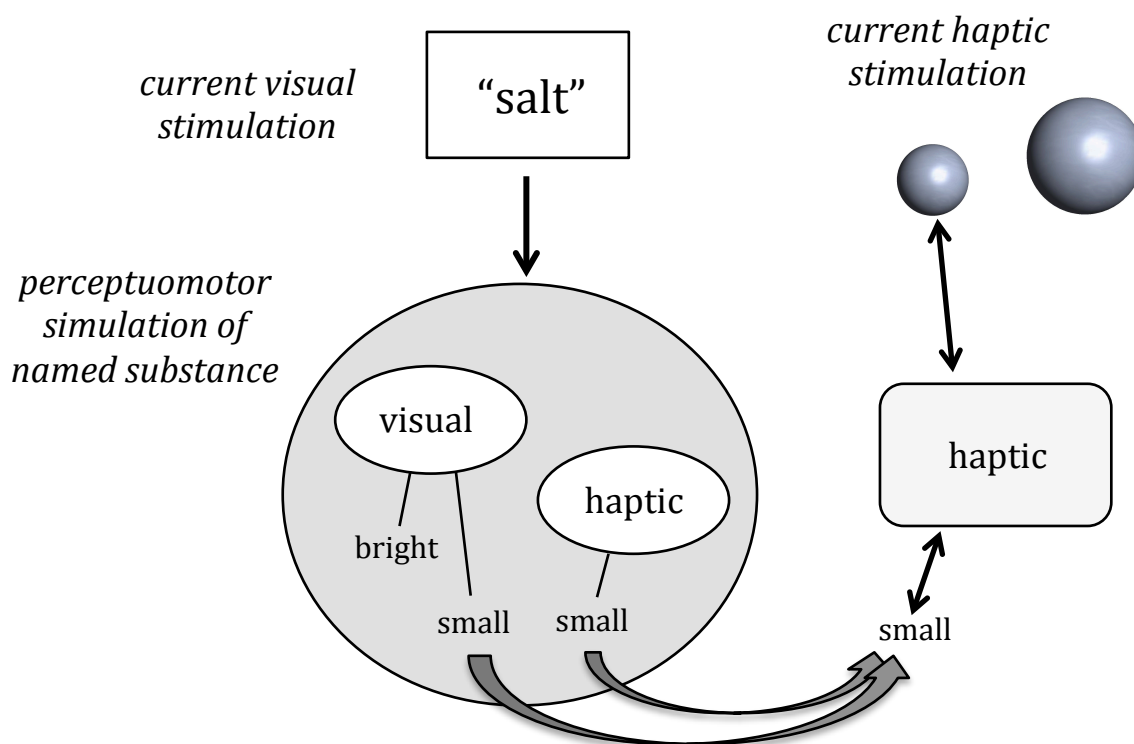 current visual
stimulation
“salt”
current haptic
stimulation
perceptuomotor
simulation of
named substance
visual
haptic
bright
small
small
haptic
small